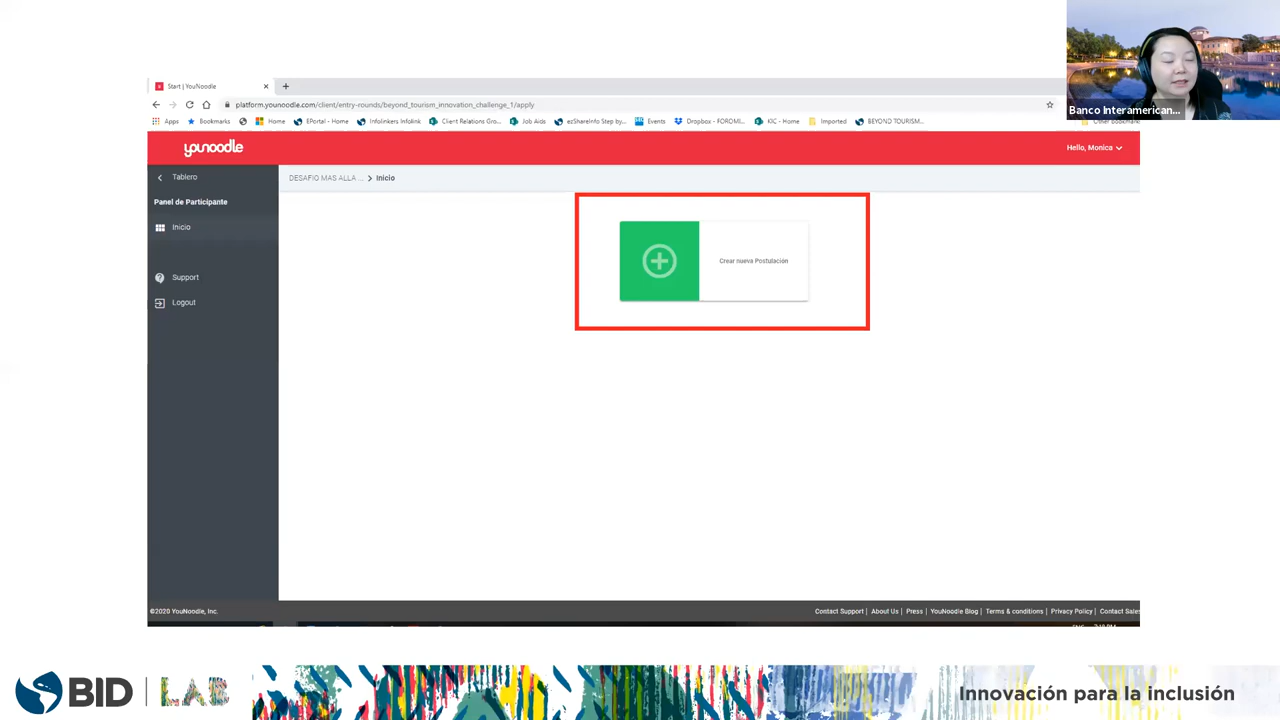 Start | YouNoodle
platform.younoodle.com/client/entry-rounds/beyond_tourism_innovation_challenge_1/apply
Apps Bookmarks Home EPortal - Home Infolinkers Infolink Client Relations Gro... Job Aids ezShareInfo Step by... Events Dropbox - FOROMI... KIC - Home Imported BEYOND TOURISM... Other Bookmarks
Banco Interamerican...
younoodle
Hello, Monica
Tablero
DESAFIO MAS ALLA ... > Inicio
Panel de Participante
Inicio
Crear nueva Postulación
Support
Logout
©2020 YouNoodle, Inc.
Contact Support | About Us | Press | YouNoodle Blog | Terms & conditions | Privacy Policy | Contact Sales
BID LAB
Innovación para la inclusión